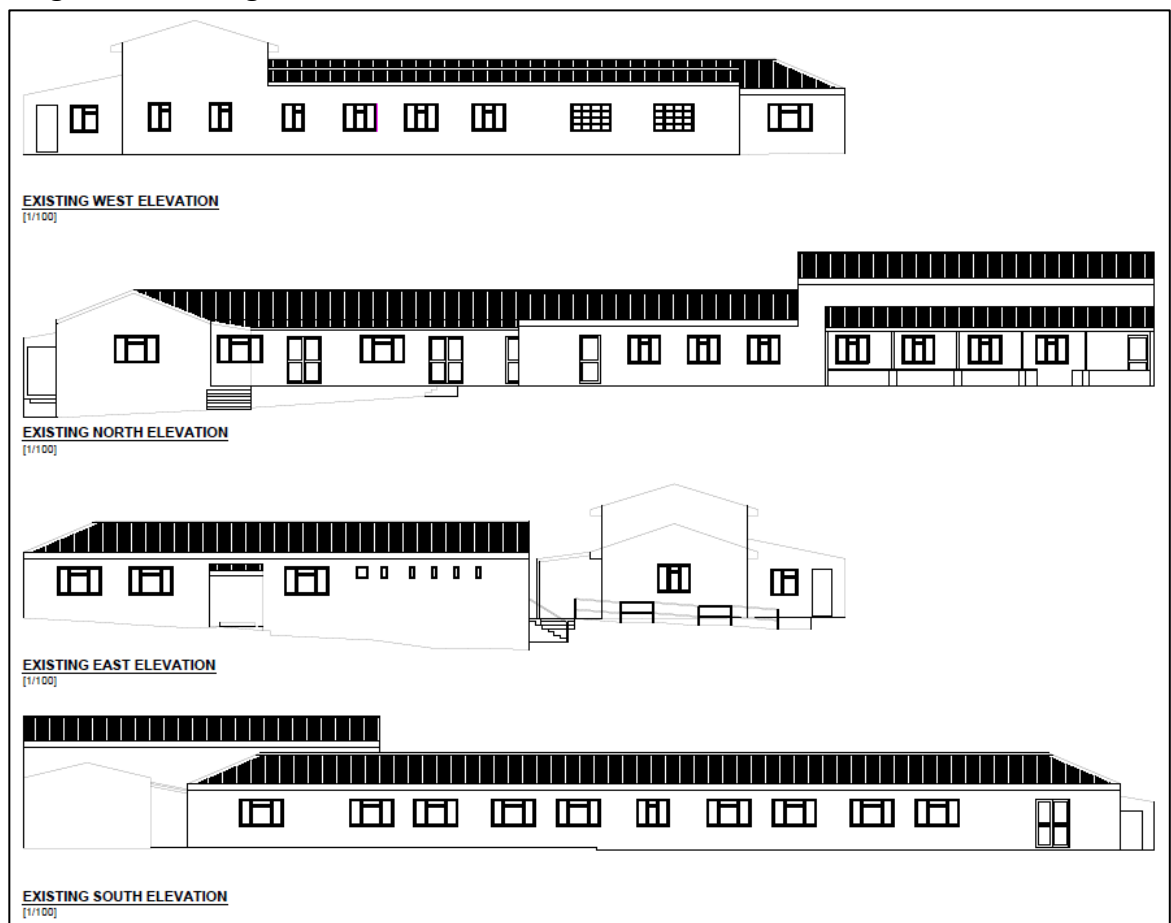 EXISTING WEST ELEVATION
[1/100]
EXISTING NORTH ELEVATION
[1/100]
EXISTING EAST ELEVATION
[1/100]
EXISTING SOUTH ELEVATION
[1/100]